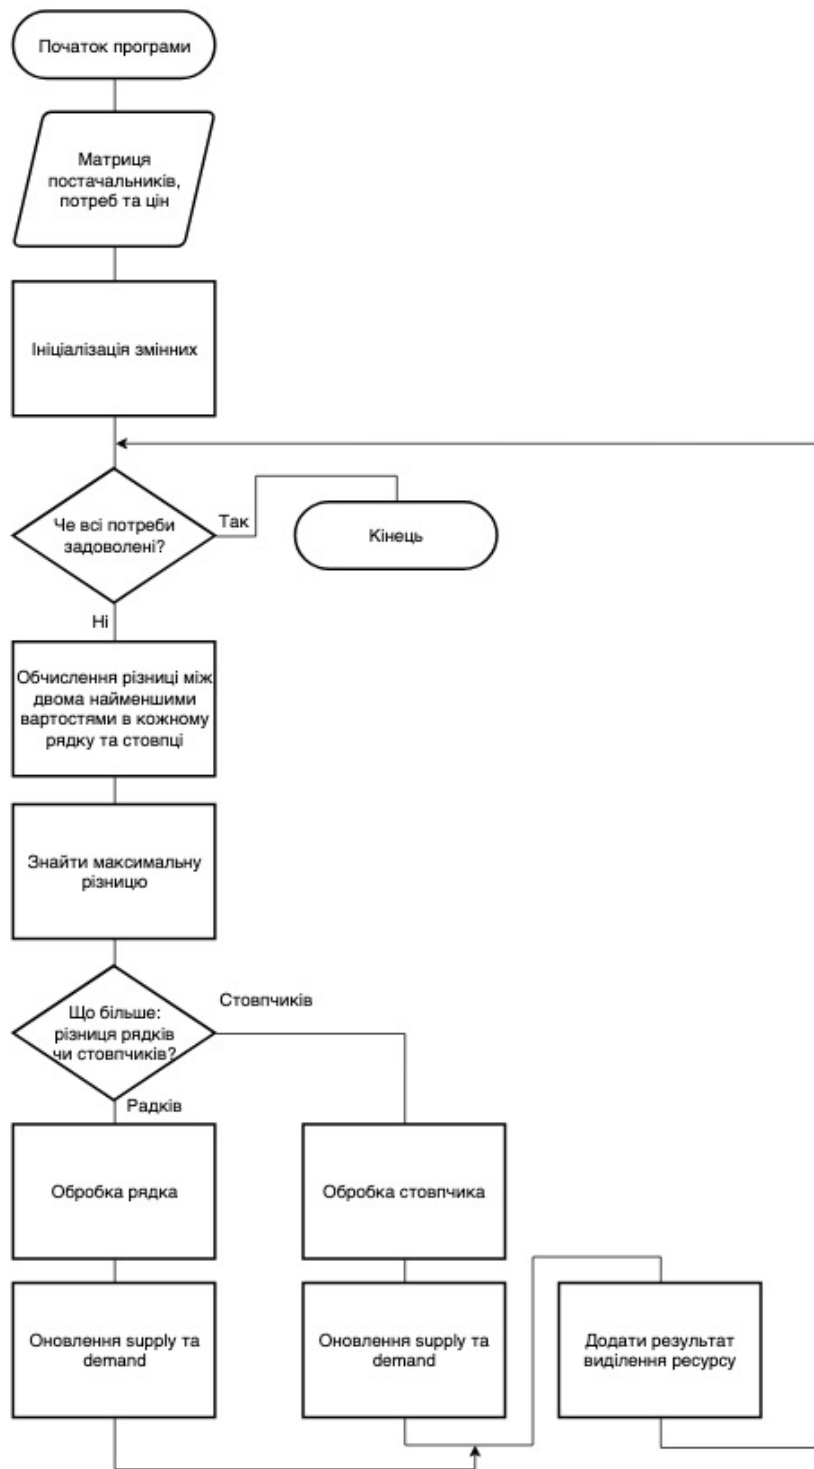 Початок програми
Матриця
постачальників,
потреб та цін
Ініціалізація змінних
Че всі потреби
задоволені?
Так
Кінець
Ні
Обчислення різниці між
двома найменшими
вартостями в кожному
рядку та стовпці
Знайти максимальну
різницю
Що більше:
різниця рядків
чи стовпчиків?
Стовпчиків
Радків
Обробка рядка
Обробка стовпчика
Оновлення supply та
demand
Оновлення supply та
demand
Додати результат
виділення ресурсу